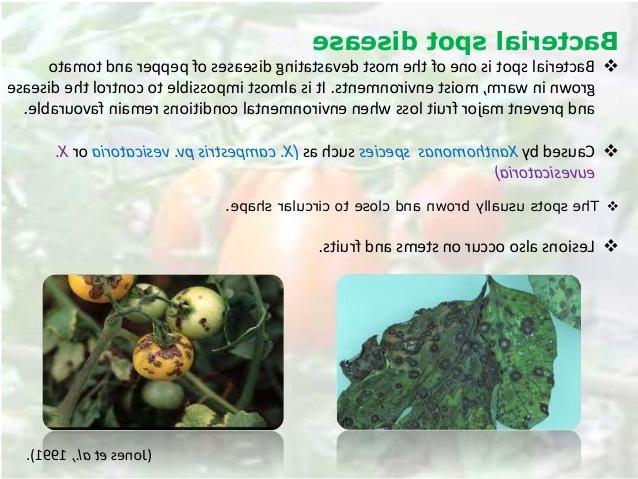 Bacterial spot disease
❖ Bacterial spot is one of the most devastating diseases of pepper and tomato
grown in warm, moist environments. It is almost impossible to control the disease
and prevent major fruit loss when environmental conditions remain favourable.
❖ Caused by Xanthomonas species such as (X. campestris pv. vesicatoria or X.
euvesicatoria)
❖ The spots usually brown and close to circular shape.
❖ Lesions also occur on stems and fruits.
(Jones et al., 1991).